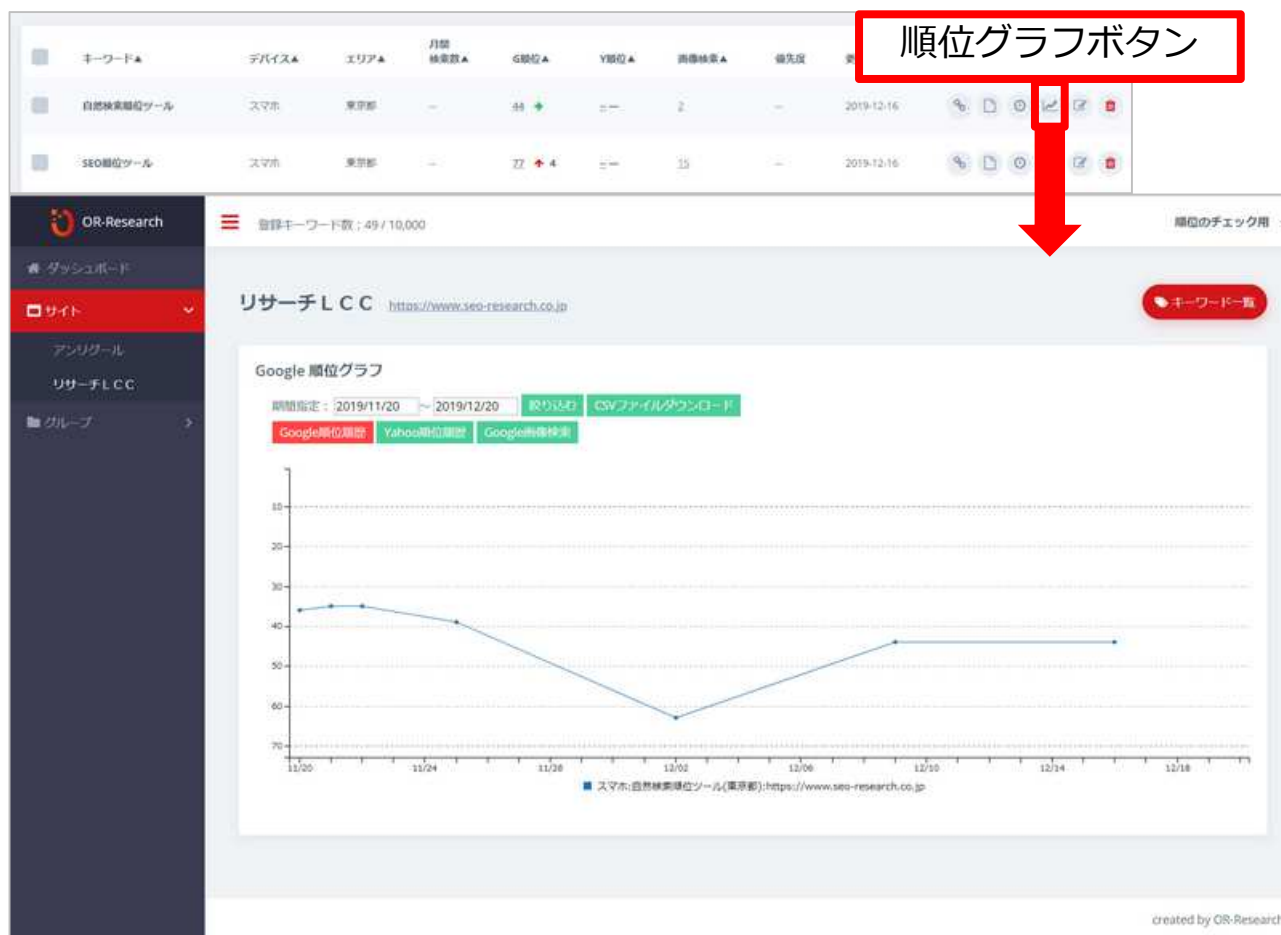 順位グラフボタン
キーワード▲ デバイス▲ エリア▲ 月間検索数▲ G順位▲ Y順位▲ 画像検索▲ 優先度
自然検索順位ツール スマホ 東京都 — 44 — 2 — 2019-12-16
SEO順位ツール スマホ 東京都 — 77 4 — 15 — 2019-12-16
OR-Research
登録キーワード数 : 49 / 10,000
順位のチェック用
ダッシュボード
サイト
アンリグール
リサーチLCC
グループ
リサーチLCC https://www.seo-research.co.jp
キーワード一覧
Google 順位グラフ
期間指定 : 2019/11/20 ～ 2019/12/20 絞り込む CSVファイルダウンロード
Google順位履歴 Yahoo順位履歴 Google画像検索
10
20
30
40
50
60
70
11/20 11/24 11/28 12/02 12/06 12/10 12/14 12/18
スマホ:自然検索順位ツール(東京都):https://www.seo-research.co.jp
created by OR-Research